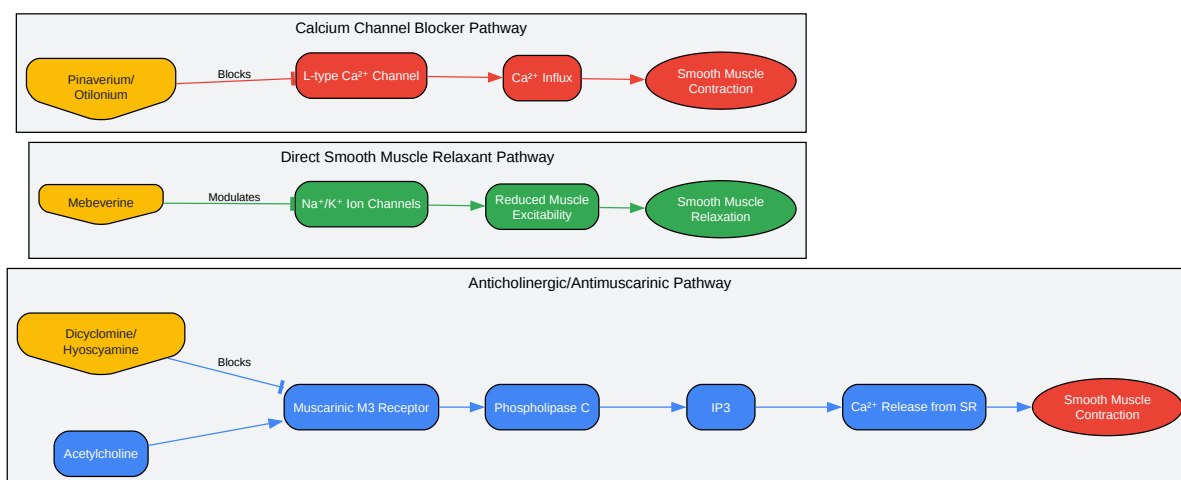 Calcium Channel Blocker Pathway
Pinaverium/
Otilonium
Blocks
L-type Ca²⁺ Channel
Ca²⁺ Influx
Smooth Muscle
Contraction
Direct Smooth Muscle Relaxant Pathway
Mebeverine
Modulates
Na⁺/K⁺ Ion Channels
Reduced Muscle
Excitability
Smooth Muscle
Relaxation
Anticholinergic/Antimuscarinic Pathway
Dicyclomine/
Hyoscyamine
Blocks
Acetylcholine
Muscarinic M3 Receptor
Phospholipase C
IP3
Ca²⁺ Release from SR
Smooth Muscle
Contraction